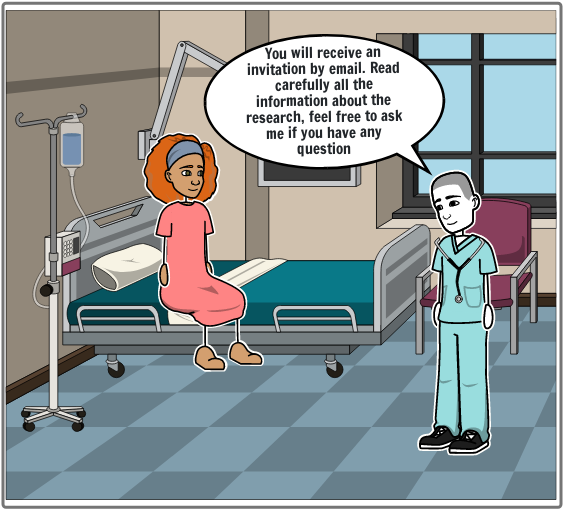 You will receive an
invitation by email. Read
carefully all the
information about the
research, feel free to ask
me if you have any
question